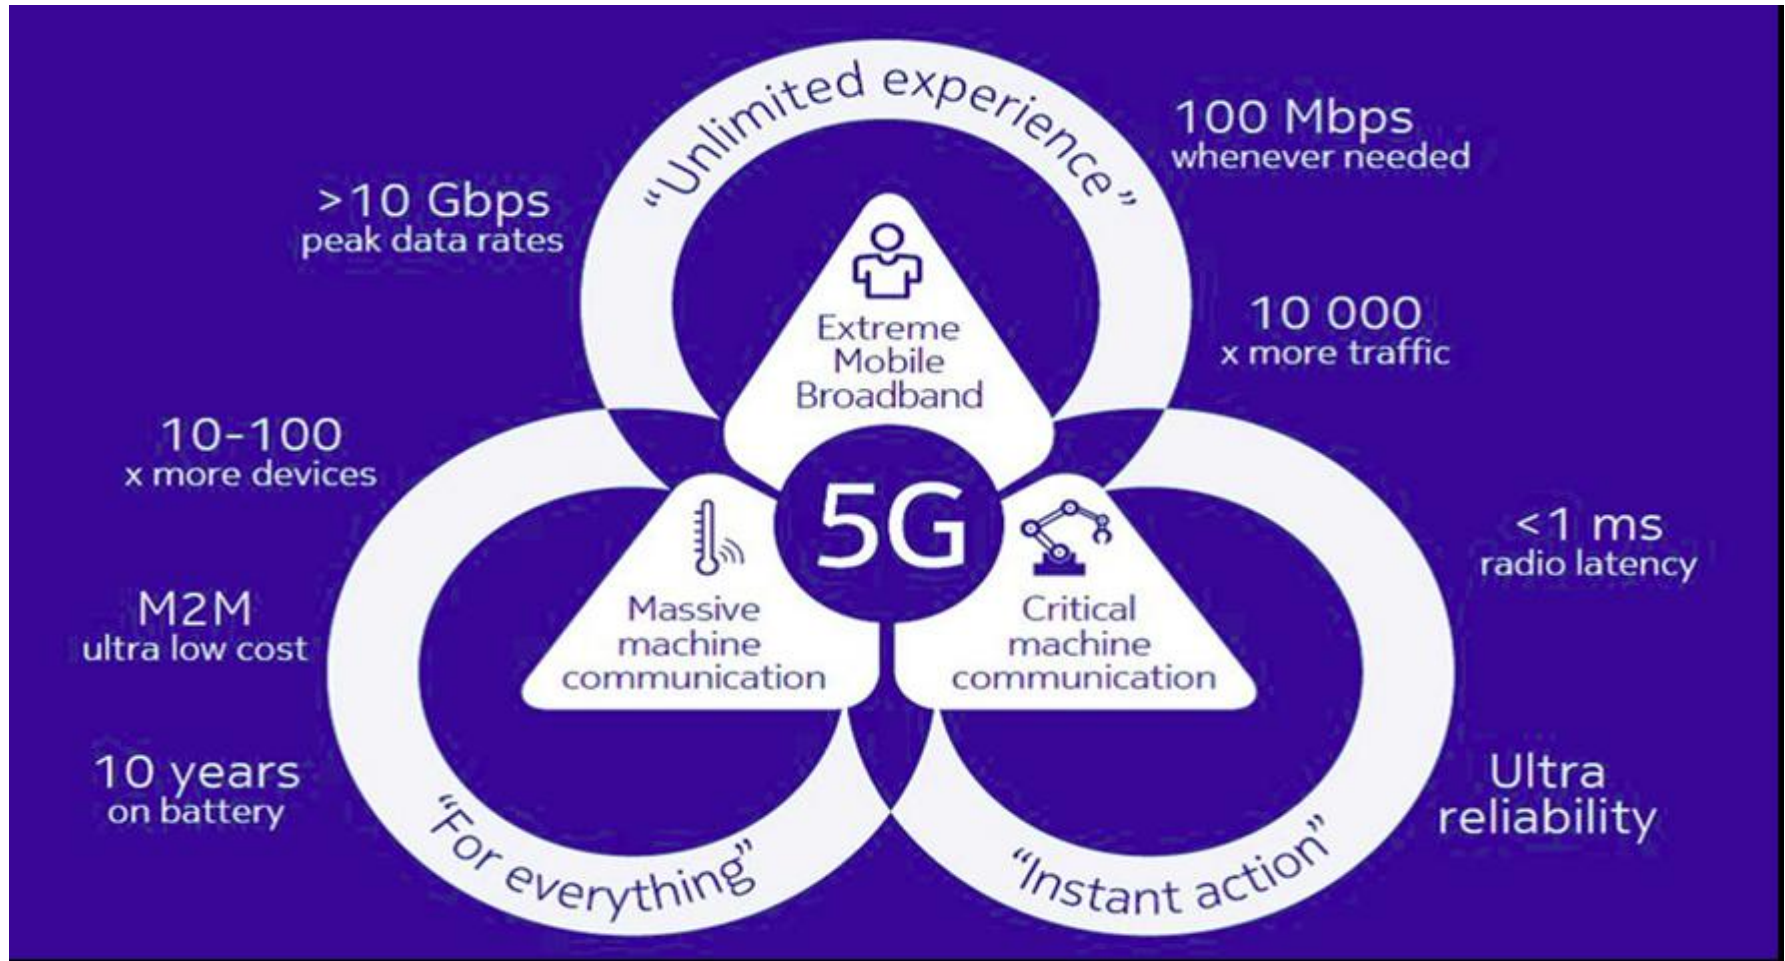 “Unlimited experience”
100 Mbps
whenever needed
>10 Gbps
peak data rates
10 000
x more traffic
Extreme
Mobile
Broadband
10-100
x more devices
5G
<1 ms
radio latency
M2M
ultra low cost
Massive
machine
communication
Critical
machine
communication
10 years
on battery
Ultra
reliability
“For everything”
“Instant action”